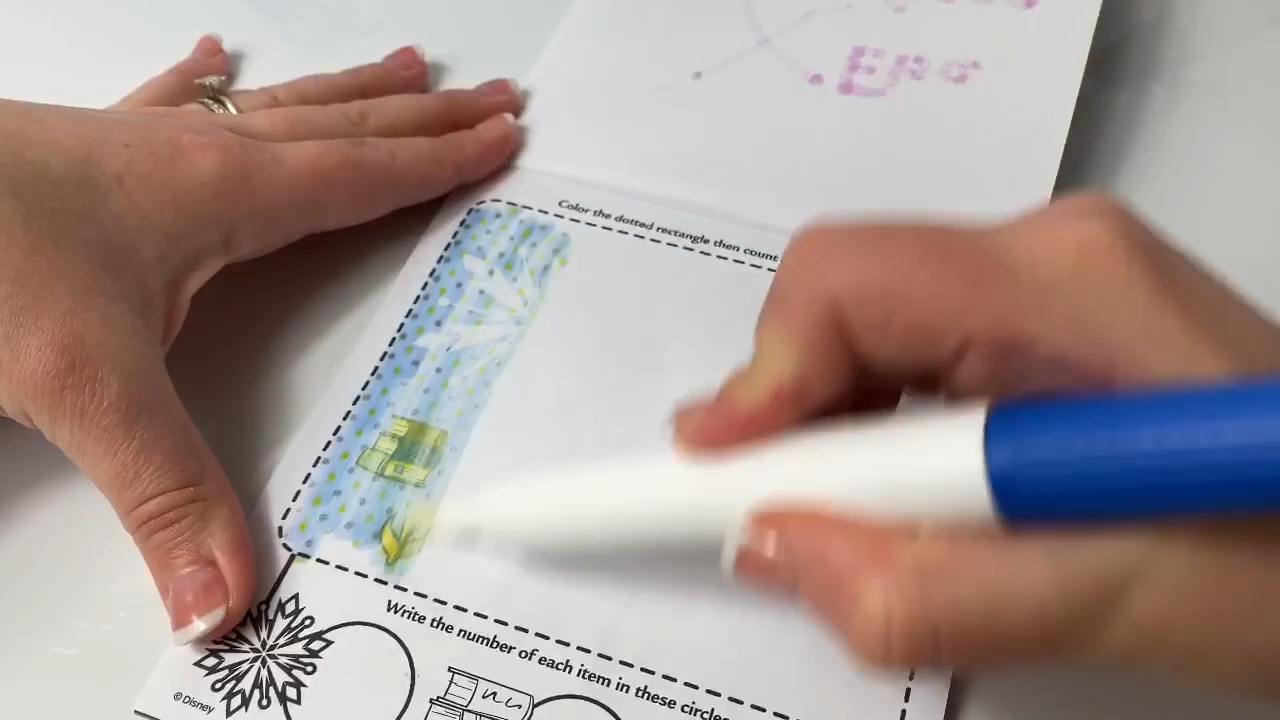 Color the dotted rectangle then count
Write the number of each item in these circles
© Disney